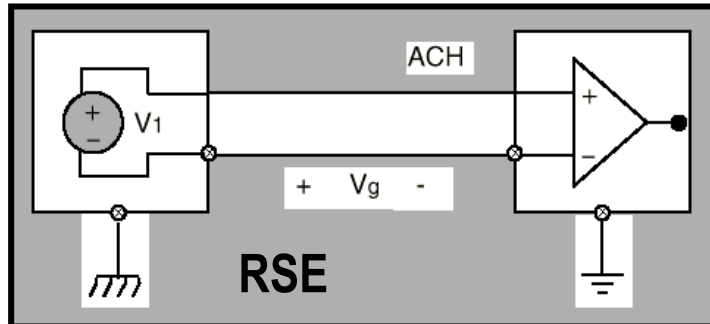 ACH
+
+
V1
−
−
+ Vg -
RSE